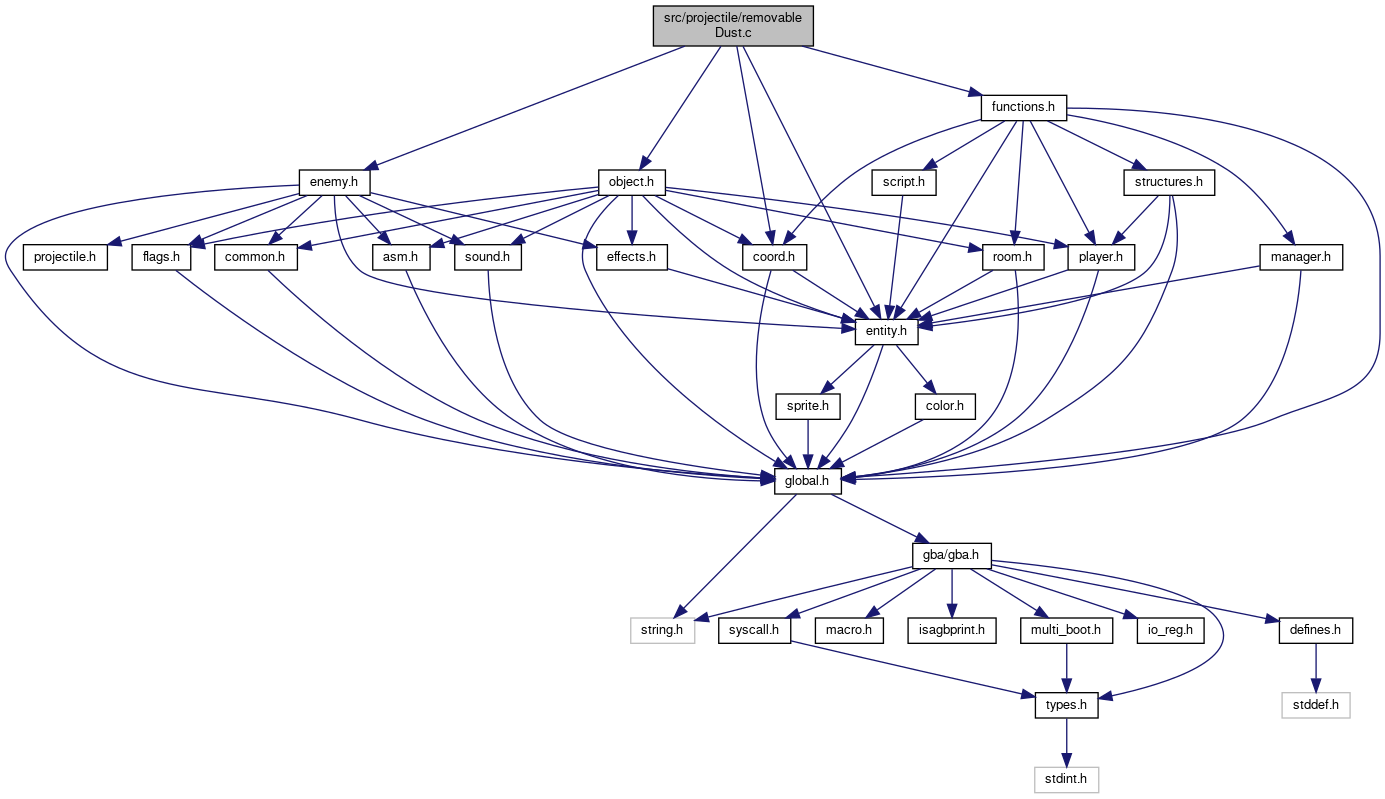 src/projectile/removable
Dust.c
functions.h
enemy.h
object.h
script.h
structures.h
projectile.h
flags.h
common.h
asm.h
sound.h
effects.h
coord.h
room.h
player.h
manager.h
entity.h
sprite.h
color.h
global.h
gba/gba.h
string.h
syscall.h
macro.h
isagbprint.h
multi_boot.h
io_reg.h
defines.h
types.h
stddef.h
stdint.h